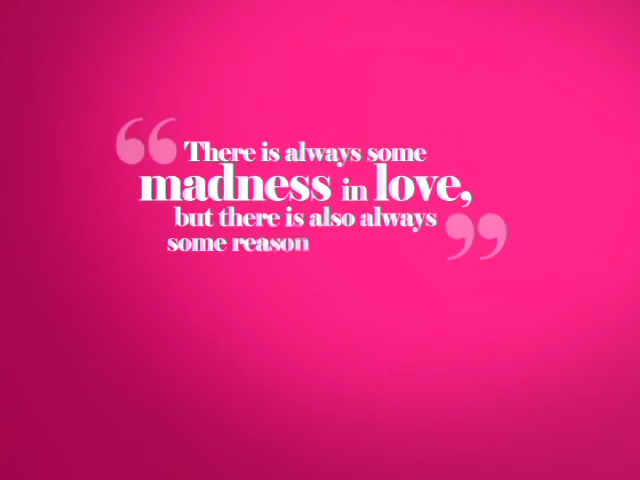 “There is always some
madness in love,
but there is also always
some reason”